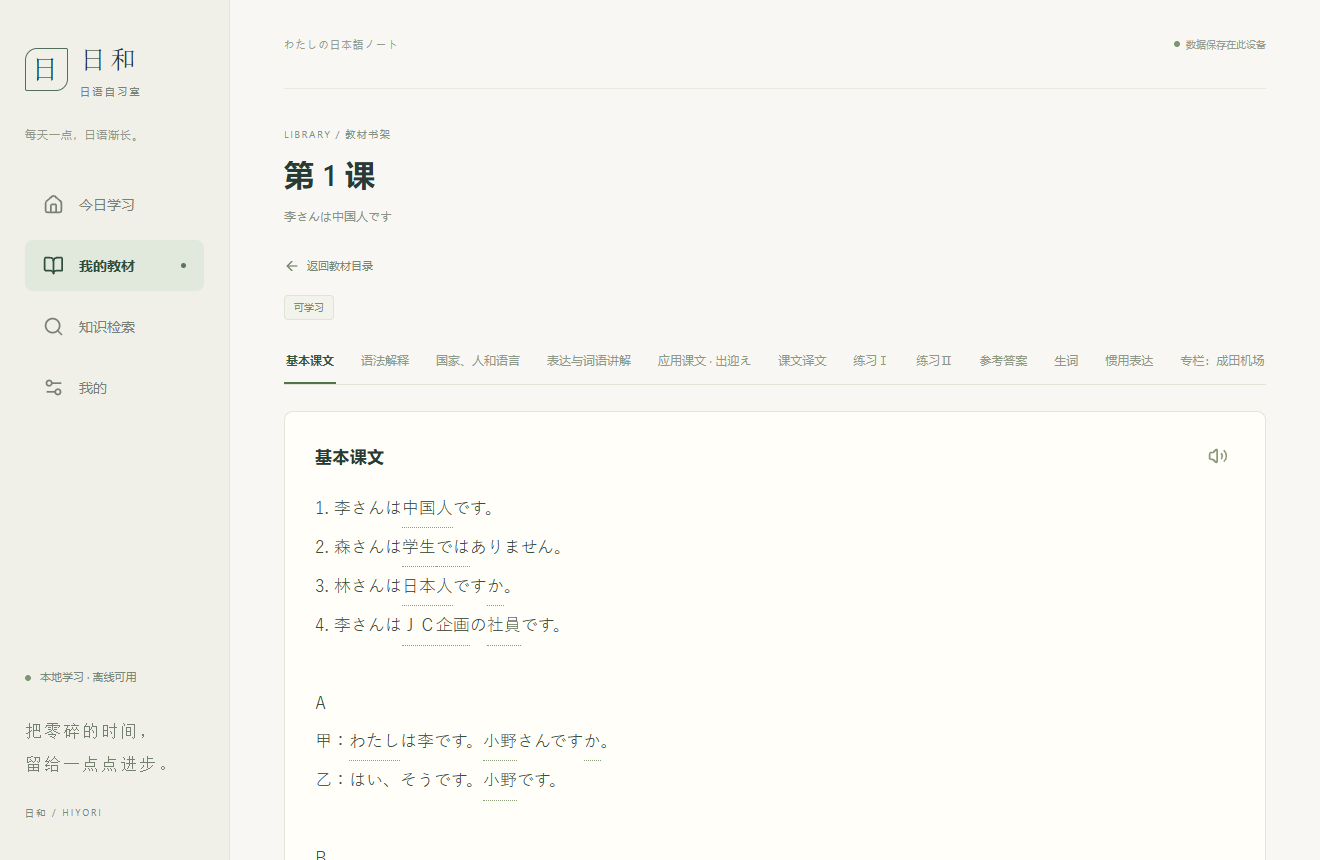 日
日和
日语自习室
每天一点，日语渐长。
今日学习
我的教材
知识检索
我的
本地学习 · 离线可用
把零碎的时间，
留给一点点进步。
日和 / HIYORI
わたしの日本語ノート
数据保存在此设备
LIBRARY / 教材书架
第 1 课
李さんは中国人です
返回教材目录
可学习
基本课文 语法解释 国家、人和语言 表达与词语讲解 应用课文 · 出迎え 课文译文 练习Ⅰ 练习Ⅱ 参考答案 生词 惯用表达 专栏：成田机场
基本课文
1. 李さんは中国人です。
2. 森さんは学生ではありません。
3. 林さんは日本人ですか。
4. 李さんはＪＣ企画の社員です。
A
甲：わたしは李です。小野さんですか。
乙：はい、そうです。小野です。
B